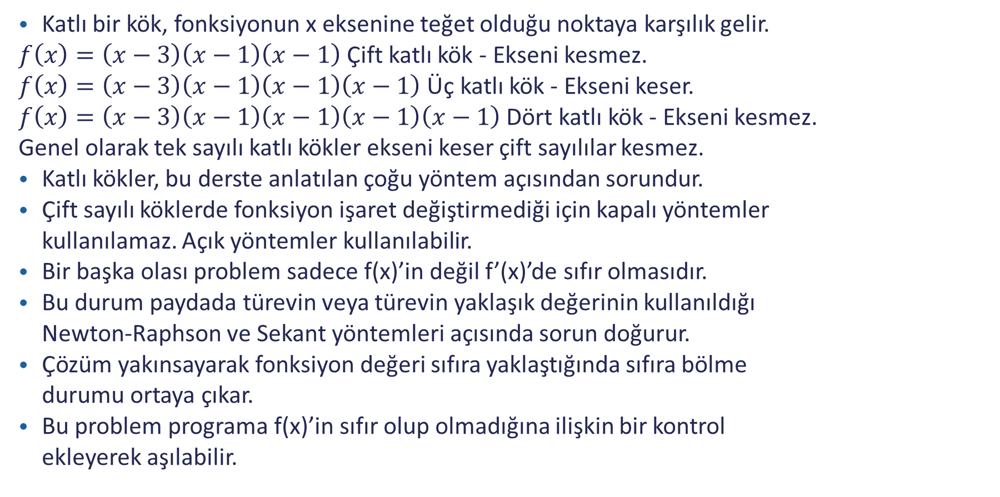 • Katlı bir kök, fonksiyonun x eksenine teğet olduğu noktaya karşılık gelir.
f(x) = (x − 3)(x − 1)(x − 1) Çift katlı kök - Ekseni kesmez.
f(x) = (x − 3)(x − 1)(x − 1)(x − 1) Üç katlı kök - Ekseni keser.
f(x) = (x − 3)(x − 1)(x − 1)(x − 1)(x − 1) Dört katlı kök - Ekseni kesmez.
Genel olarak tek sayılı katlı kökler ekseni keser çift sayılılar kesmez.
• Katlı kökler, bu derste anlatılan çoğu yöntem açısından sorundur.
• Çift sayılı köklerde fonksiyon işaret değiştirmediği için kapalı yöntemler
kullanılamaz. Açık yöntemler kullanılabilir.
• Bir başka olası problem sadece f(x)’in değil f’(x)’de sıfır olmasıdır.
• Bu durum paydada türevin veya türevin yaklaşık değerinin kullanıldığı
Newton-Raphson ve Sekant yöntemleri açısında sorun doğurur.
• Çözüm yakınsayarak fonksiyon değeri sıfıra yaklaştığında sıfıra bölme
durumu ortaya çıkar.
• Bu problem programa f(x)’in sıfır olup olmadığına ilişkin bir kontrol
ekleyerek aşılabilir.